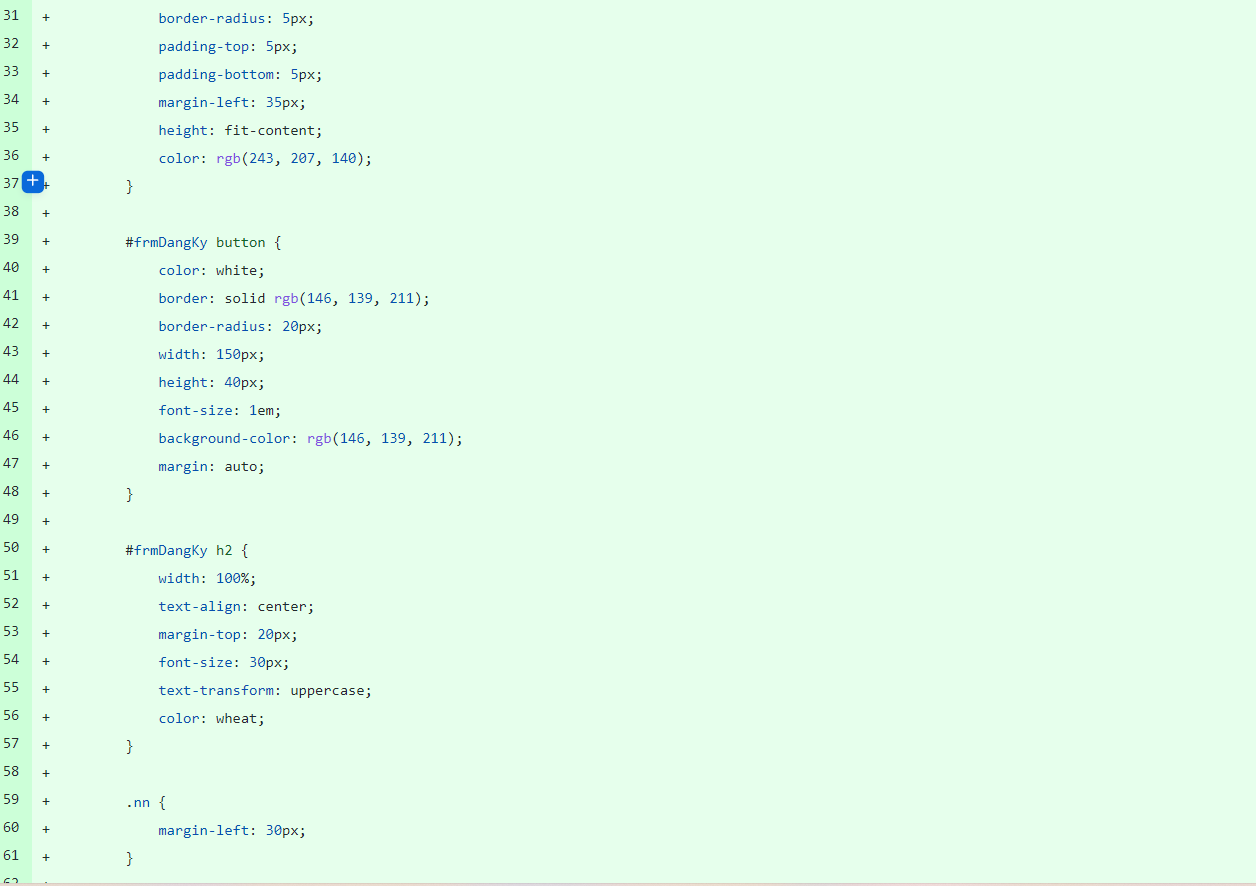 31 + border-radius: 5px;
32 + padding-top: 5px;
33 + padding-bottom: 5px;
34 + margin-left: 35px;
35 + height: fit-content;
36 + color: rgb(243, 207, 140);
37 + }
38 +
39 + #frmDangKy button {
40 + color: white;
41 + border: solid rgb(146, 139, 211);
42 + border-radius: 20px;
43 + width: 150px;
44 + height: 40px;
45 + font-size: 1em;
46 + background-color: rgb(146, 139, 211);
47 + margin: auto;
48 + }
49 +
50 + #frmDangKy h2 {
51 + width: 100%;
52 + text-align: center;
53 + margin-top: 20px;
54 + font-size: 30px;
55 + text-transform: uppercase;
56 + color: wheat;
57 + }
58 +
59 + .nn {
60 + margin-left: 30px;
61 + }